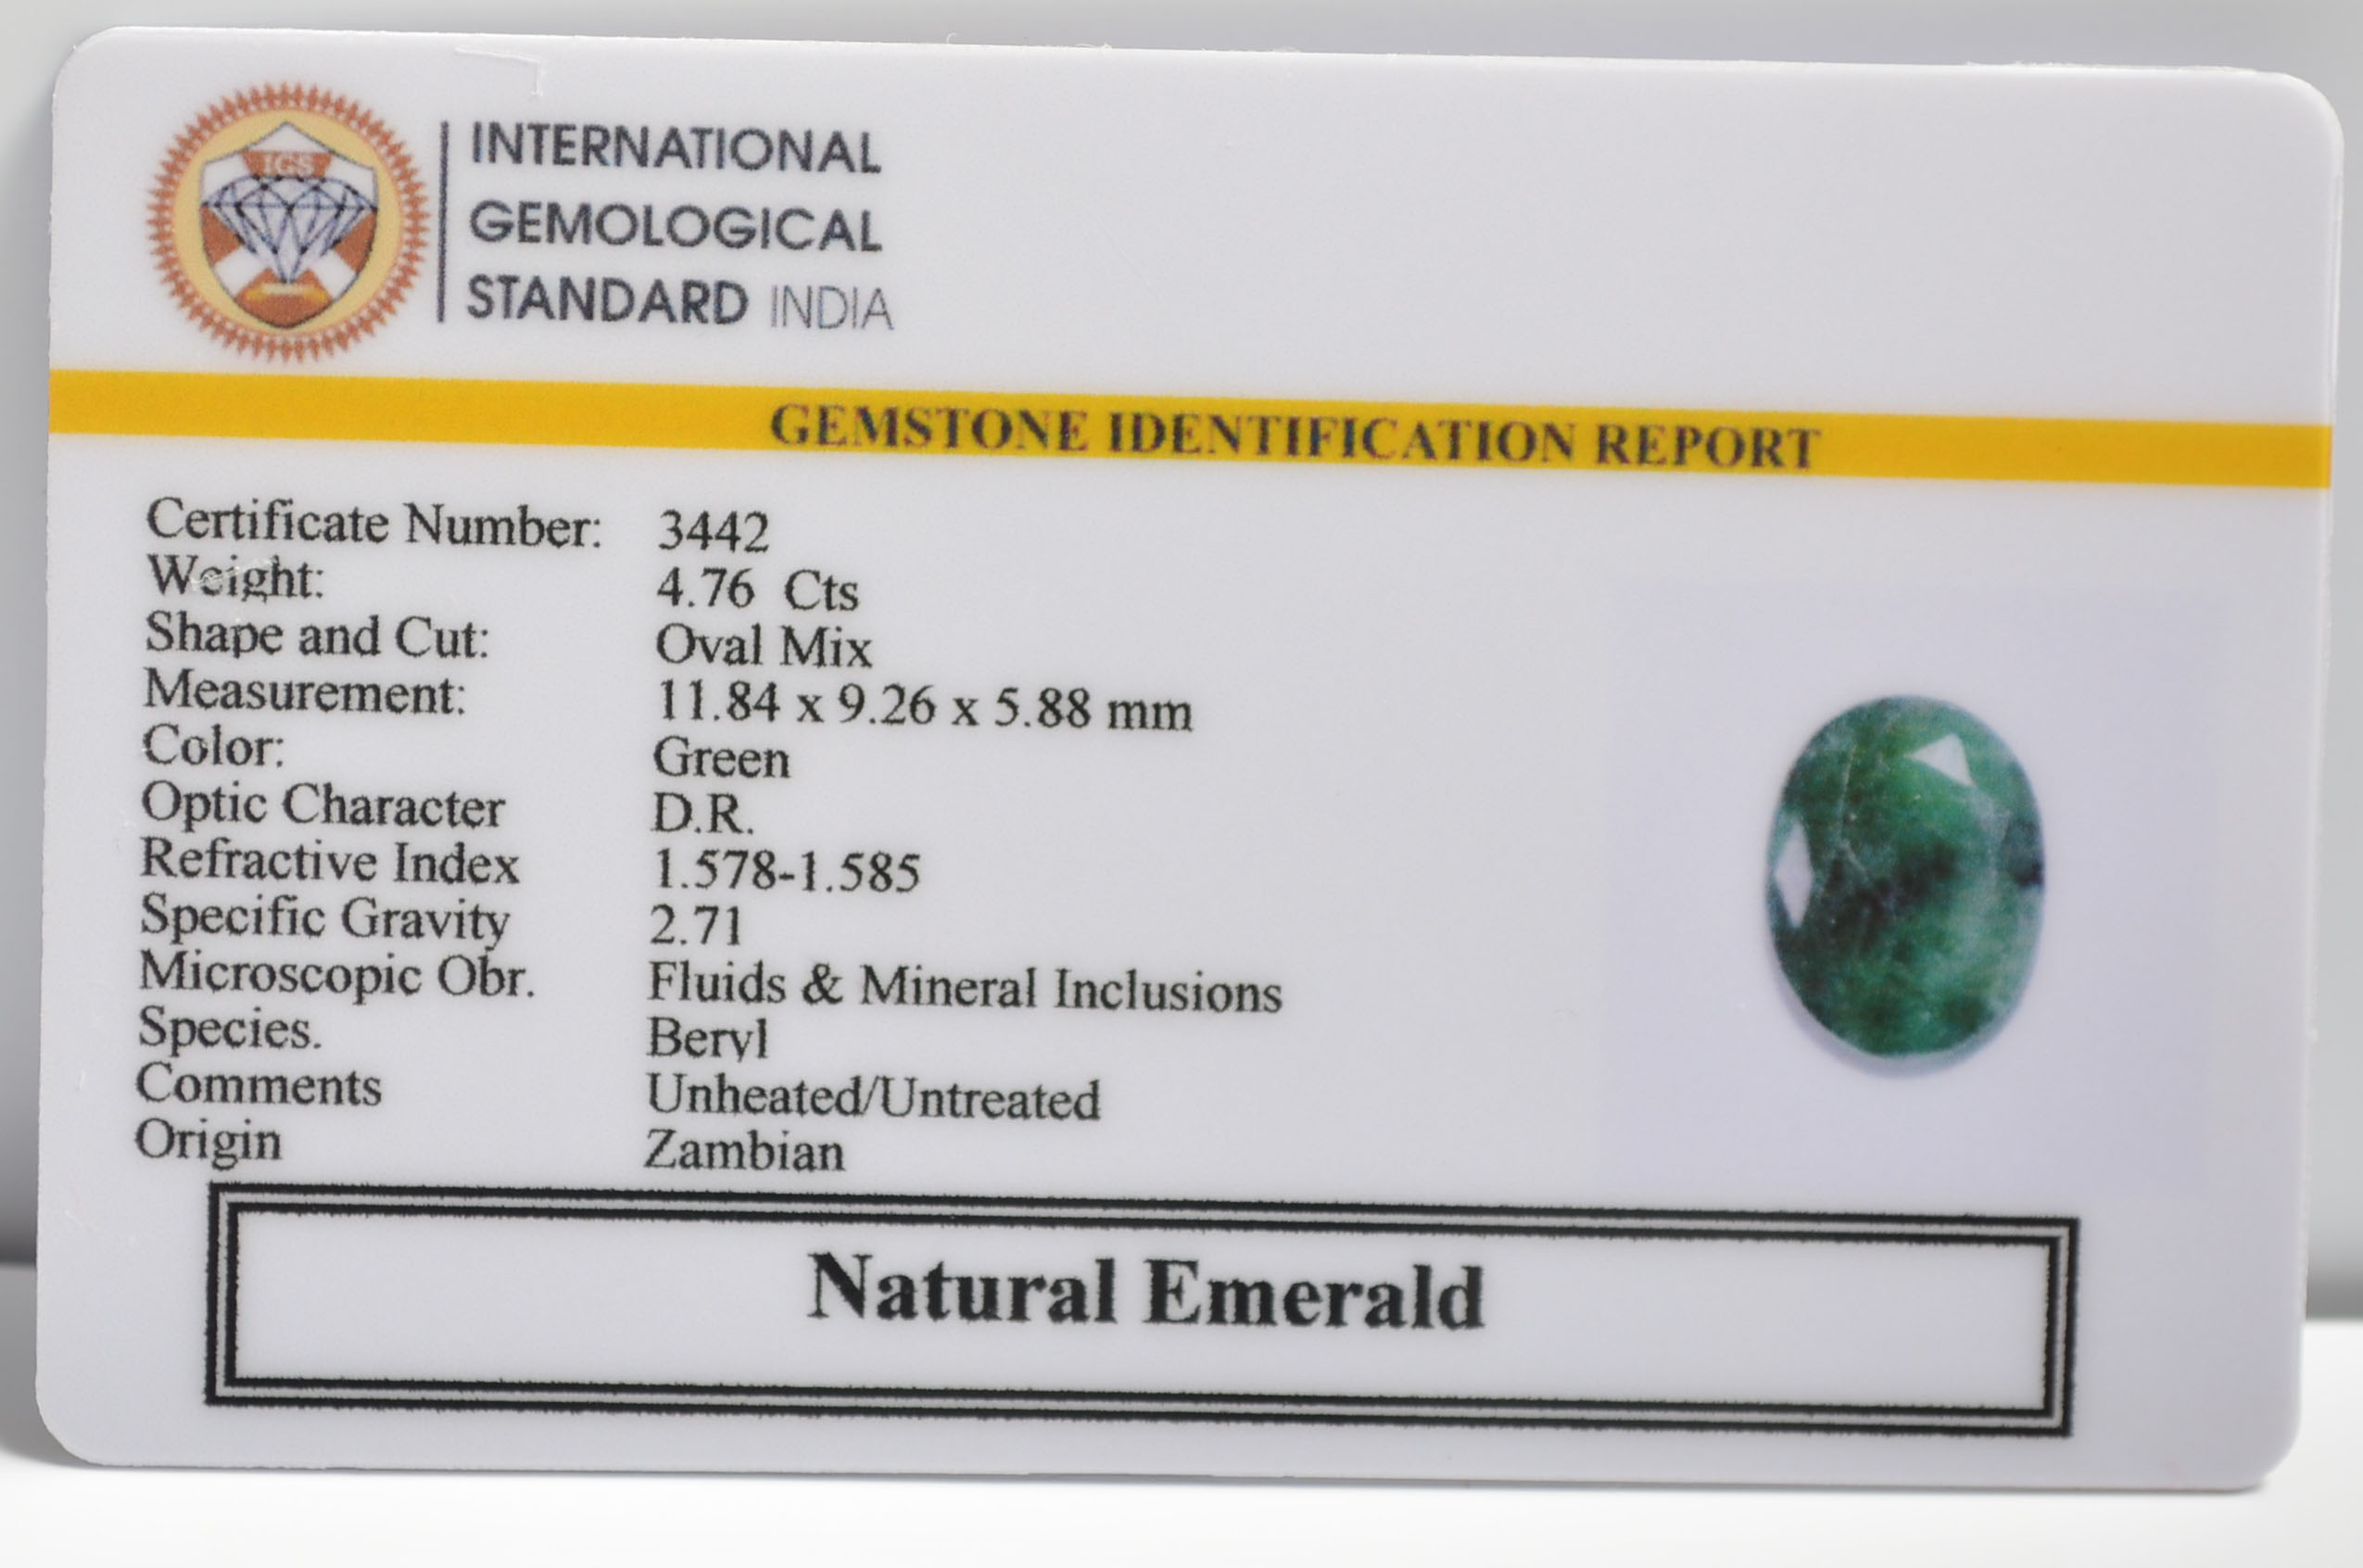 IGS
INTERNATIONAL
GEMOLOGICAL
STANDARD INDIA
GEMSTONE IDENTIFICATION REPORT
Certificate Number: 3442
Weight: 4.76 Cts
Shape and Cut: Oval Mix
Measurement: 11.84 x 9.26 x 5.88 mm
Color: Green
Optic Character D.R.
Refractive Index 1.578-1.585
Specific Gravity 2.71
Microscopic Obr. Fluids & Mineral Inclusions
Species. Beryl
Comments Unheated/Untreated
Origin Zambian
Natural Emerald